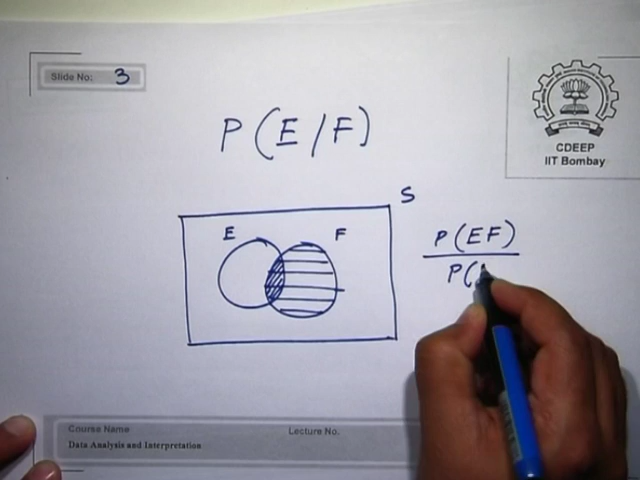 Slide No: 3
CDEEP
IIT Bombay
P(E/F)
S
E F
P(EF)
P(
Course Name Lecture No.
Data Analysis and Interpretation